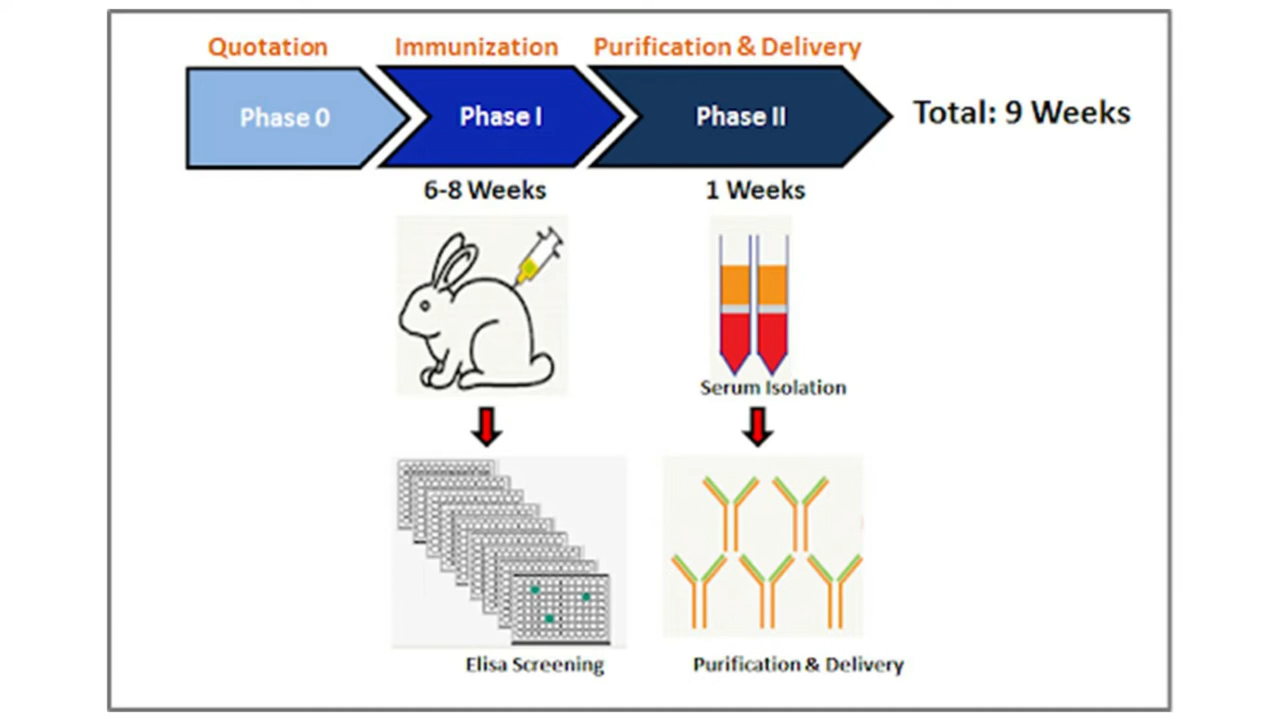 Quotation
Immunization
Purification & Delivery
Phase 0
Phase I
Phase II
Total: 9 Weeks
6-8 Weeks
1 Weeks
Serum Isolation
Elisa Screening
Purification & Delivery